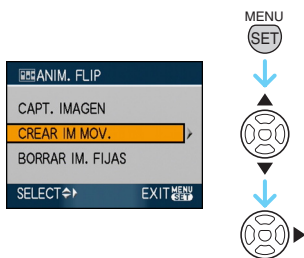 MENU
SET
ANIM. FLIP
CAPT. IMAGEN
CREAR IM MOV.
BORRAR IM. FIJAS
SELECT
EXIT MENU SET